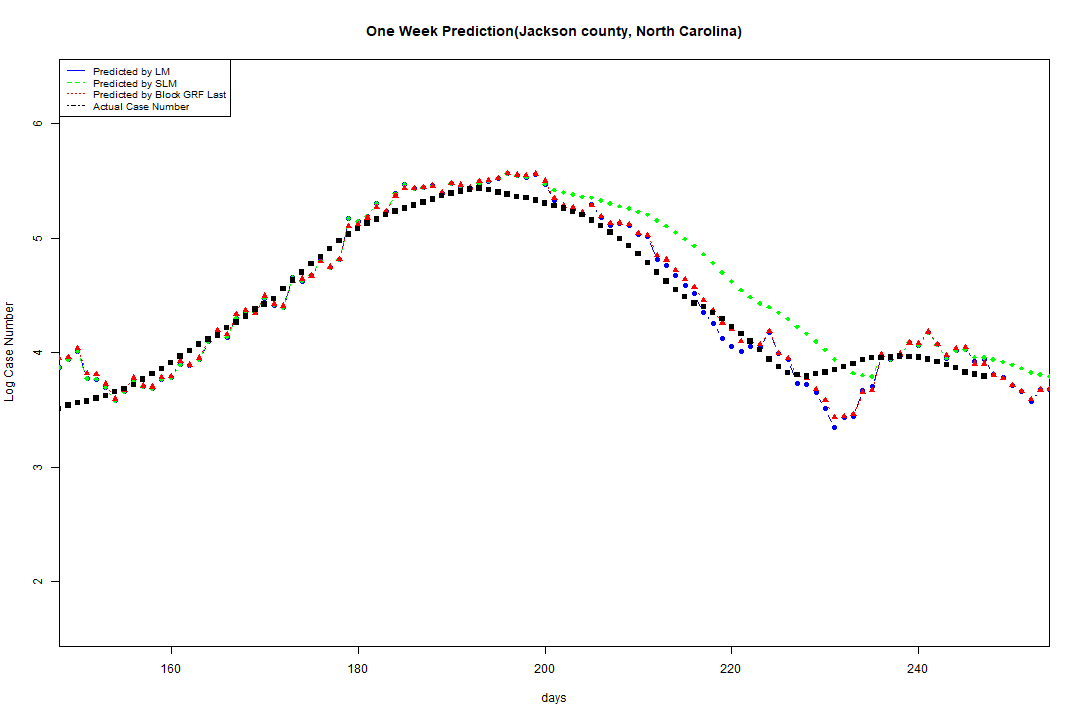 One Week Prediction(Jackson county, North Carolina)
Predicted by LM
Predicted by SLM
Predicted by Block GRF Last
Actual Case Number
6
5
4
3
2
Log Case Number
160
180
200
220
240
days